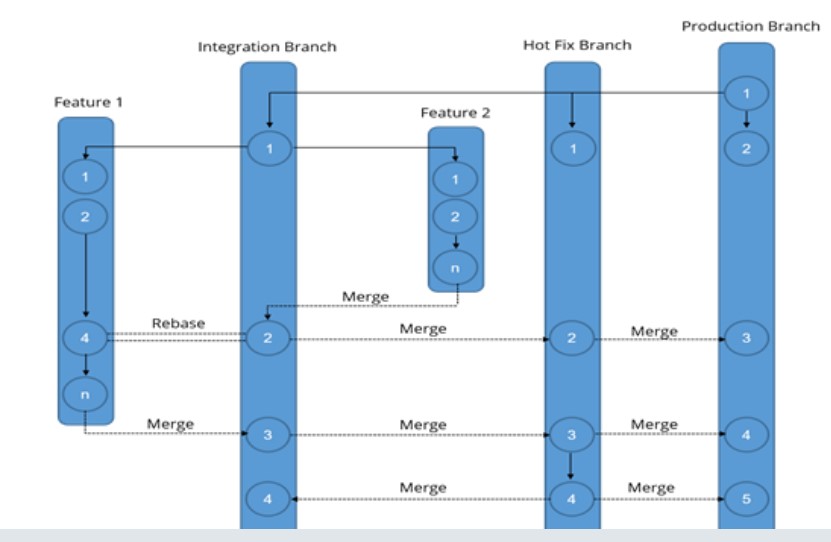 Production Branch
Integration Branch
Hot Fix Branch
Feature 1
Feature 2
1
1
1
1
2
1
1
2
2
n
Merge
Rebase
Merge
Merge
4
2
2
3
n
Merge
Merge
Merge
3
3
4
Merge
Merge
4
4
5